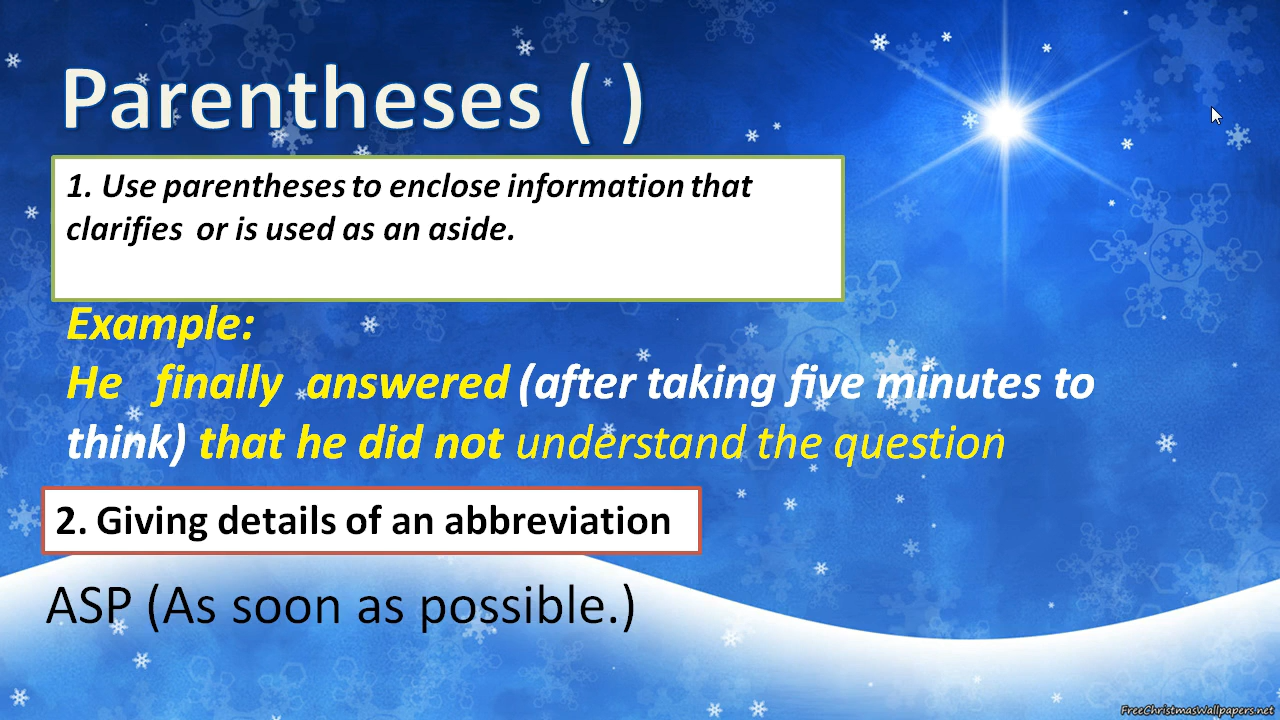 Parentheses ( )
1. Use parentheses to enclose information that
clarifies or is used as an aside.
Example:
He finally answered (after taking five minutes to
think) that he did not understand the question
2. Giving details of an abbreviation
ASP (As soon as possible.)
FreeChristmasWallpapers.net